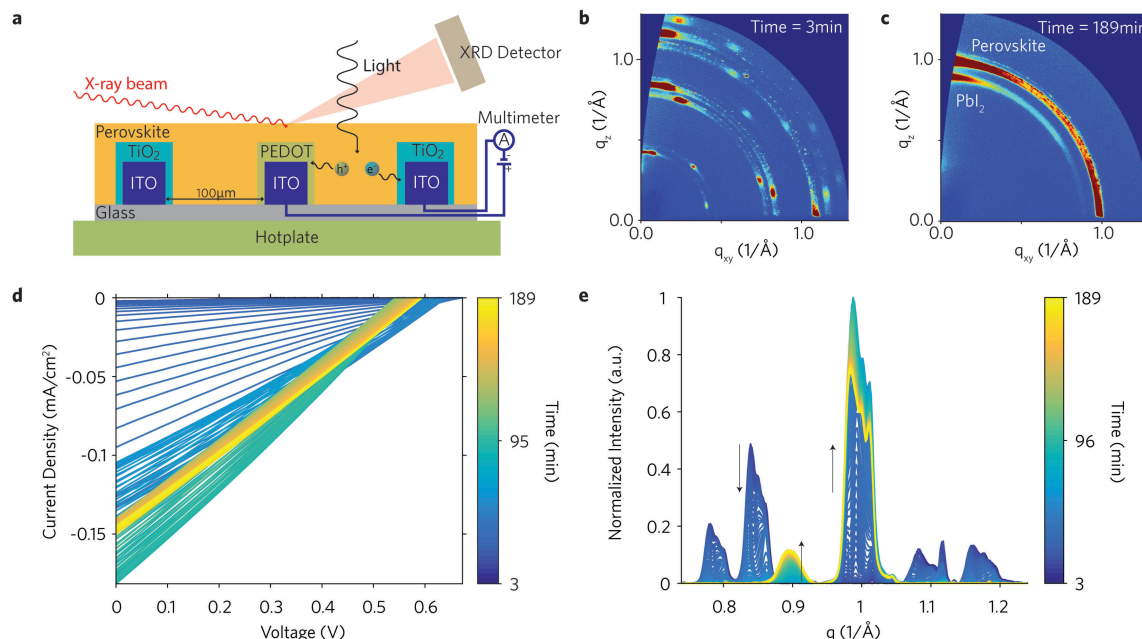 a
X-ray beam
Light
XRD Detector
Multimeter
Perovskite
TiO₂
PEDOT
TiO₂
A
h⁺
e⁻
-
+
ITO
ITO
ITO
100μm
Glass
Hotplate
b
Time = 3min
1.0
q_z (1/Å)
0.0
0.0
1.0
q_xy (1/Å)
c
Time = 189min
Perovskite
PbI₂
1.0
q_z (1/Å)
0.0
0.0
1.0
q_xy (1/Å)
d
0
-0.05
-0.1
-0.15
Current Density (mA/cm²)
0
0.1
0.2
0.3
0.4
0.5
0.6
Voltage (V)
189
95
3
Time (min)
e
1
0.8
0.6
0.4
0.2
0
Normalized Intensity (a.u.)
0.8
0.9
1
1.1
1.2
q (1/Å)
189
96
3
Time (min)